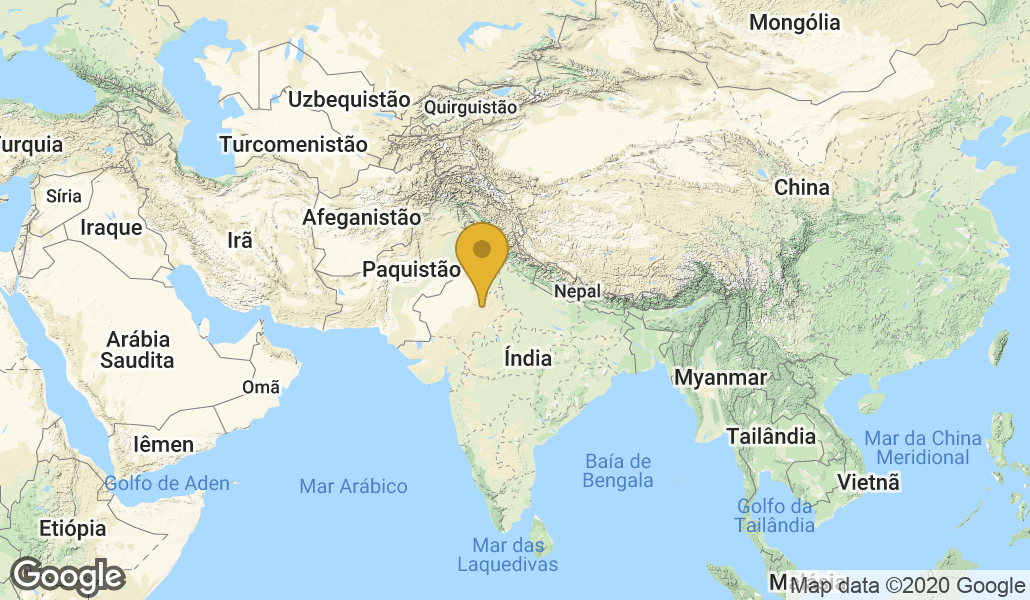 Mongólia
Uzbequistão
Quirguistão
Turquia
Turcomenistão
China
Síria
Afeganistão
Iraque
Irã
Paquistão
Nepal
Arábia
Saudita
Índia
Omã
Myanmar
Iêmen
Tailândia
Mar da China
Meridional
Golfo de Aden
Mar Arábico
Baía de
Bengala
Vietnã
Etiópia
Golfo da
Tailândia
Mar das
Laquedivas
Google
Malásia
Map data ©2020 Google